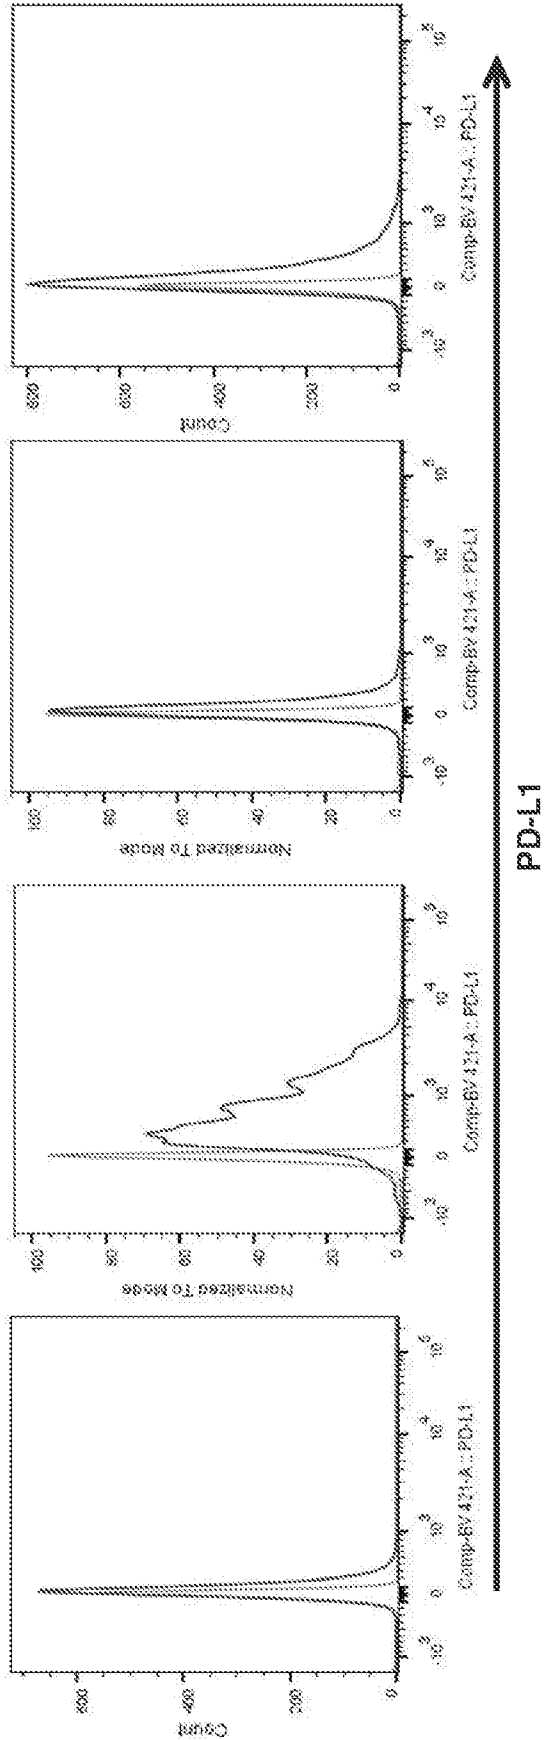 Count
600
400
200
0
-10^3 0 10^3 10^4 10^5
Comp-BV 421-A :: PD-L1
Normalized To Mode
100
80
60
40
20
0
-10^3 0 10^3 10^4 10^5
Comp-BV 421-A :: PD-L1
Normalized To Mode
100
80
60
40
20
0
-10^3 0 10^3 10^4 10^5
Comp-BV 421-A :: PD-L1
Count
800
600
400
200
0
-10^3 0 10^3 10^4 10^5
Comp-BV 421-A :: PD-L1
PD-L1